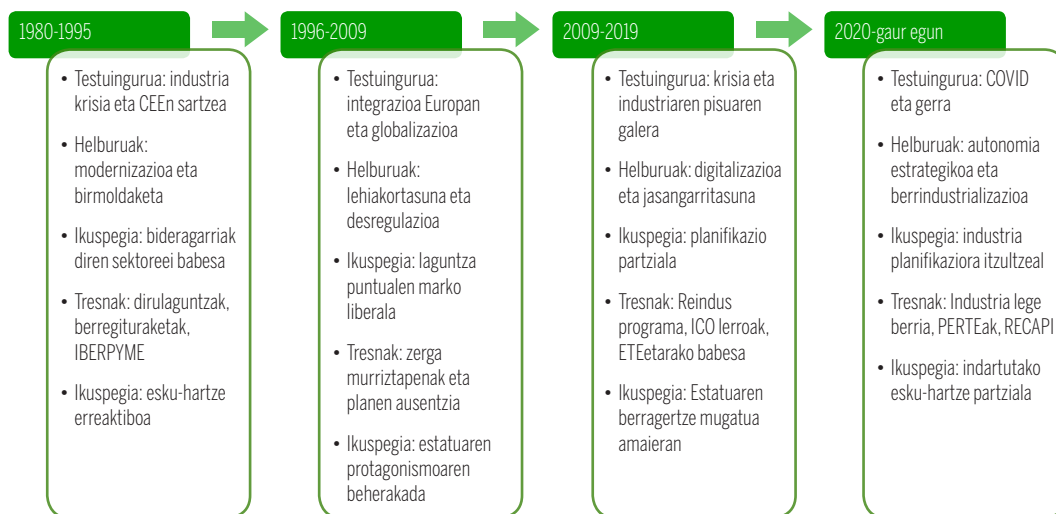 1980-1995
• Testuingurua: industria
krisia eta CEEn sartzea
• Helburuak:
modernizazioa eta
birmoldaketa
• Ikuspegia: bideragarriak
diren sektoreei babesa
• Tresnak: dirulaguntzak,
berregituraketak,
IBERPYME
• Ikuspegia: esku-hartze
erreaktiboa
1996-2009
• Testuingurua:
integrazioa Europan
eta globalizazioa
• Helburuak:
lehiakortasuna eta
desregulazioa
• Ikuspegia: laguntza
puntualen marko
liberala
• Tresnak: zerga
murriztapenak eta
planen ausentzia
• Ikuspegia: estatuaren
protagonismoaren
beherakada
2009-2019
• Testuingurua: krisia eta
industriaren pisuaren
galera
• Helburuak: digitalizazioa
eta jasangarritasuna
• Ikuspegia: planifikazio
partziala
• Tresnak: Reindus
programa, ICO lerroak,
ETEetarako babesa
• Ikuspegia: Estatuaren
berragertze mugatua
amaieran
2020-gaur egun
• Testuingurua: COVID
eta gerra
• Helburuak: autonomia
estrategikoa eta
berrindustrializazioa
• Ikuspegia: industria
planifikaziora itzultzeal
• Tresnak: Industria lege
berria, PERTEak, RECAPI
• Ikuspegia: indartutako
esku-hartze partziala